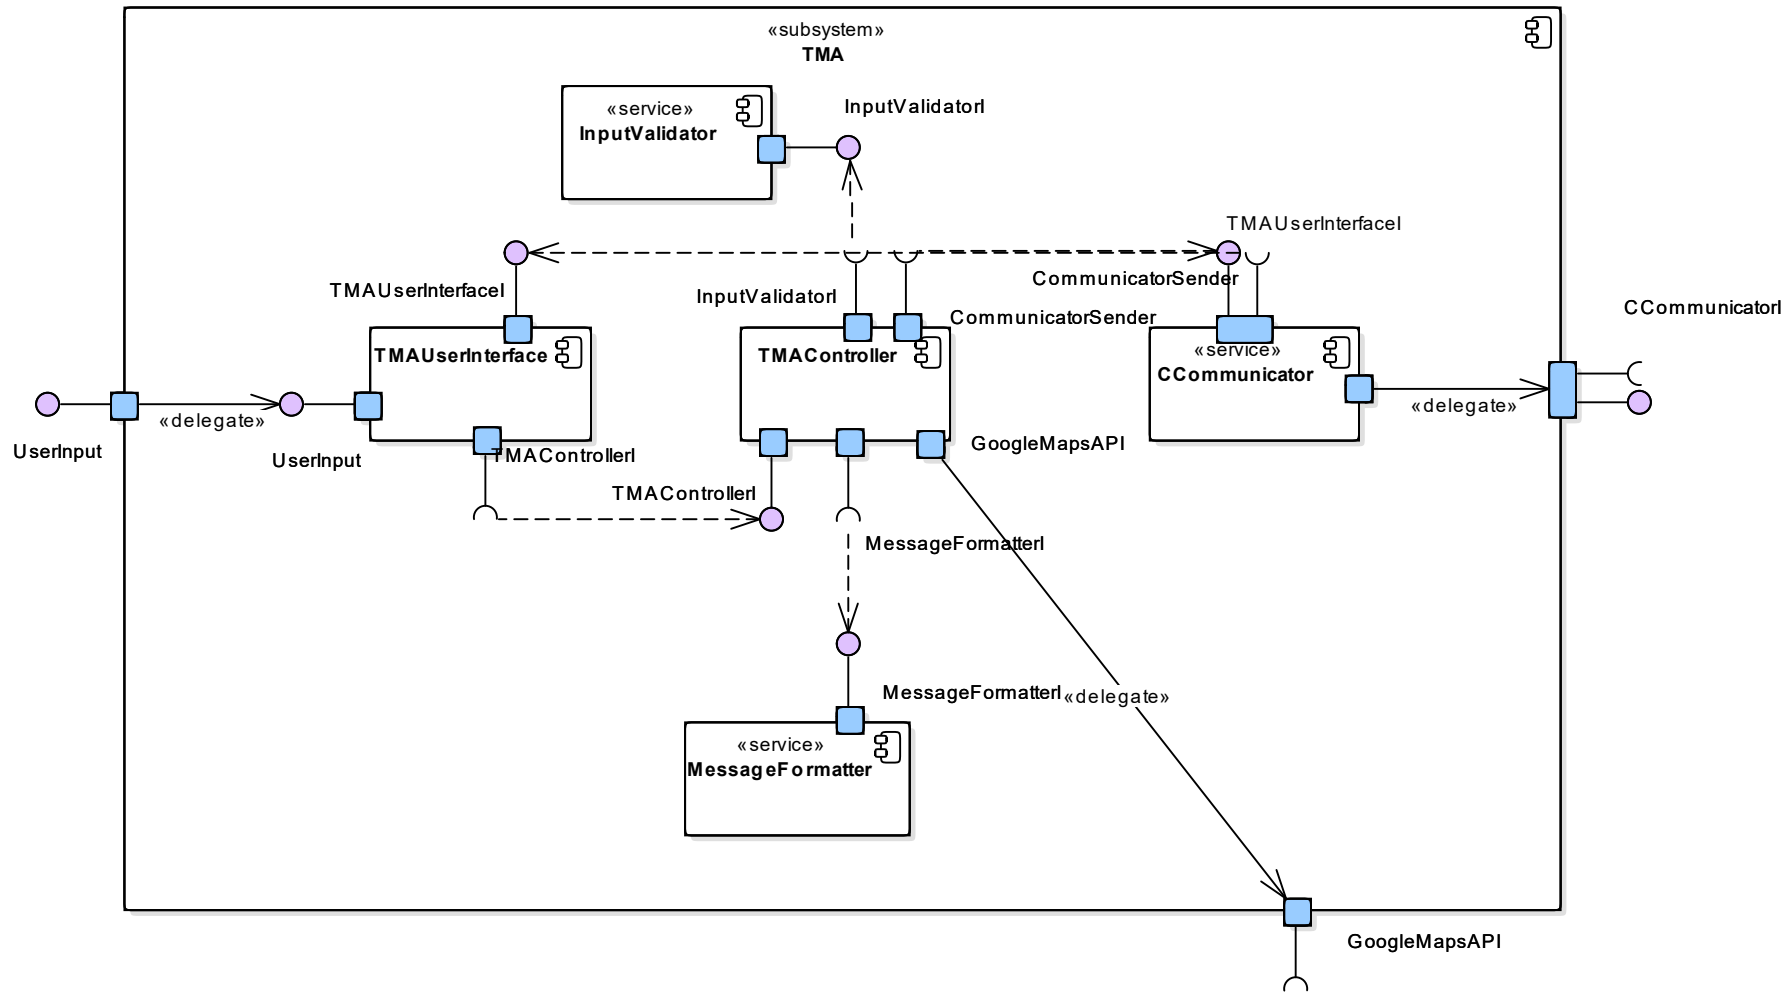 «subsystem»
TMA
«service»
InputValidator
InputValidatorI
TMAUserInterfaceI
TMAUserInterfaceI
InputValidatorI
CommunicatorSender
CommunicatorSender
CCommunicatorI
TMAUserInterface
TMAController
«service»
CCommunicator
«delegate»
«delegate»
UserInput
UserInput
TMAControllerI
GoogleMapsAPI
TMAControllerI
MessageFormatterI
MessageFormatterI
«delegate»
«service»
MessageFormatter
GoogleMapsAPI